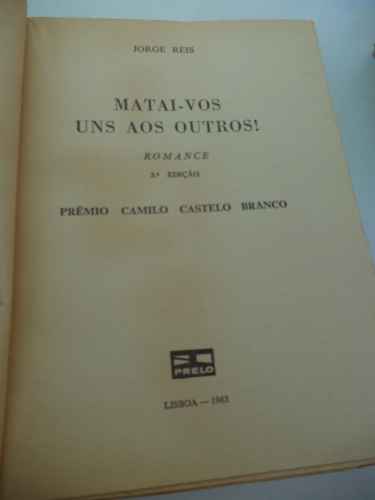 JORGE REIS
MATAI-VOS
UNS AOS OUTROS!
ROMANCE
3.ª EDIÇÃO
PRÉMIO CAMILO CASTELO BRANCO
PRELO
LISBOA — 1963